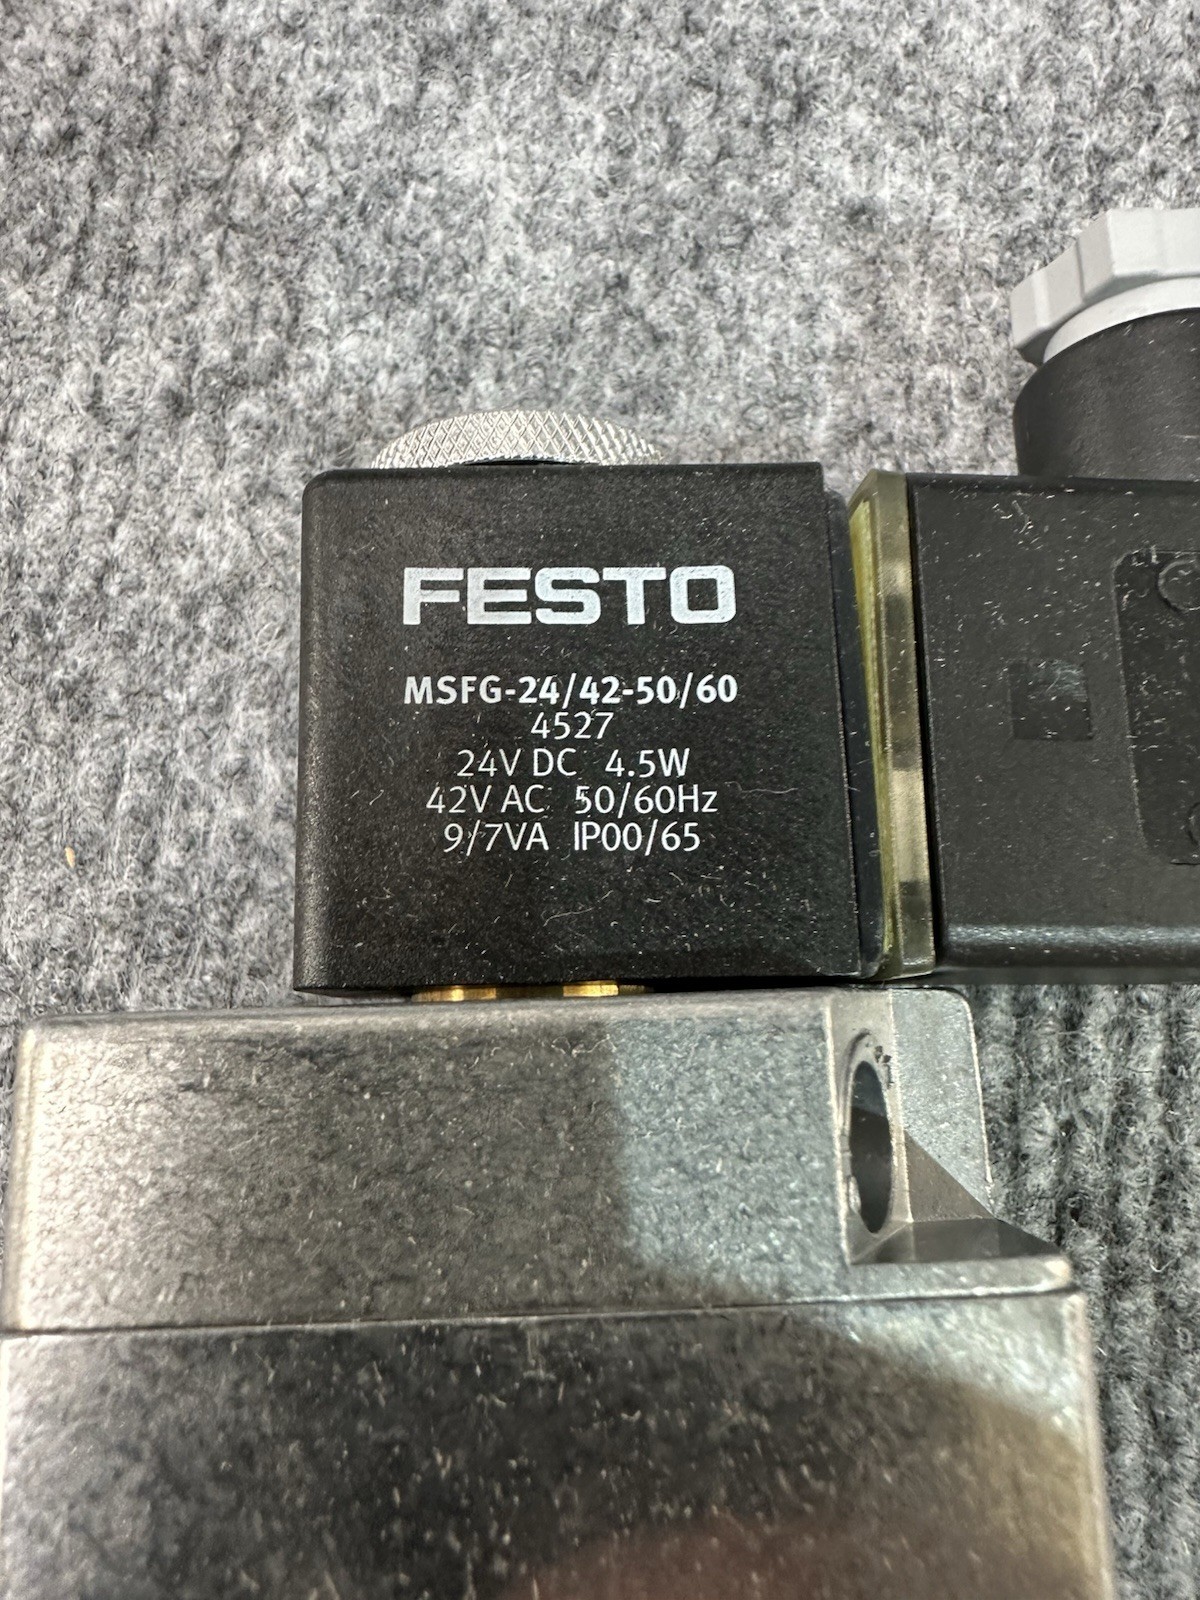 FESTO
MSFG-24/42-50/60
4527
24V DC 4.5W
42V AC 50/60Hz
9/7VA IP00/65